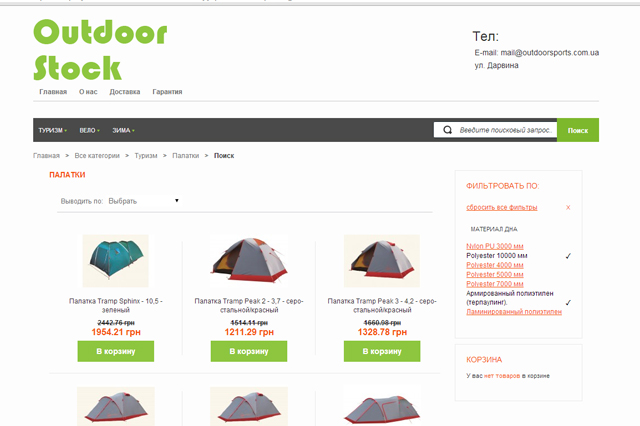 Outdoor
Stock
Тел:
E-mail: mail@outdoorsports.com.ua
ул. Дарвина
Главная О нас Доставка Гарантия
ТУРИЗМ ВЕЛО ЗИМА Введите поисковый запрос.. Поиск
Главная > Все категории > Туризм > Палатки > Поиск
ПАЛАТКИ
Выводить по: Выбрать
Палатка Tramp Sphinx - 10,5 -
зеленый
2442.76 грн
1954.21 грн
В корзину
Палатка Tramp Peak 2 - 3,7 - серо-
стальной/красный
1514.11 грн
1211.29 грн
В корзину
Палатка Tramp Peak 3 - 4,2 - серо-
стальной/красный
1660.98 грн
1328.78 грн
В корзину
ФИЛЬТРОВАТЬ ПО:
сбросить все фильтры x
МАТЕРИАЛ ДНА
Nylon PU 3000 мм
Polyester 10000 мм ✓
Polyester 4000 мм
Polyester 5000 мм
Polyester 7000 мм
Армированный полиэтилен
(терпаулинг). ✓
Ламинированный полиэтилен
КОРЗИНА
У вас нет товаров в корзине